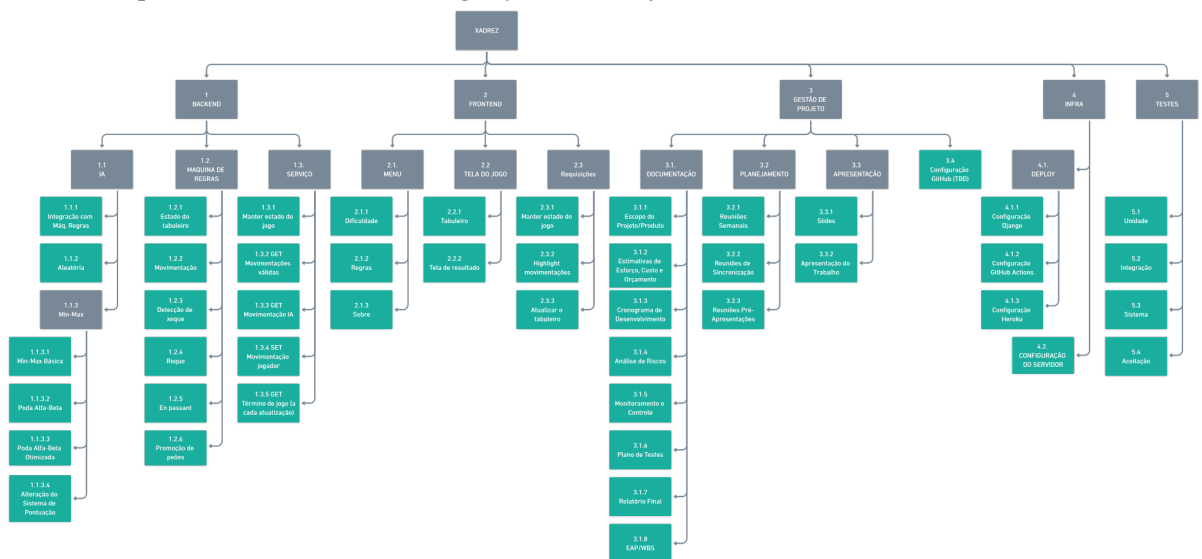 XADREZ
1
BACKEND
2
FRONTEND
3
GESTÃO DE
PROJETO
4
INFRA
5
TESTES
1.1
IA
1.2.
MAQUINA DE
REGRAS
1.3.
SERVIÇO
2.1.
MENU
2.2
TELA DO JOGO
2.3
Requisições
3.1.
DOCUMENTAÇÃO
3.2
PLANEJAMENTO
3.3
APRESENTAÇÃO
3.4
Configuração
GitHub (TBD)
4.1.
DEPLOY
1.1.1
Integração com
Máq. Regras
1.1.2
Aleatória
1.1.3
Min-Max
1.1.3.1
Min-Max Básica
1.1.3.2
Poda Alfa-Beta
1.1.3.3
Poda Alfa-Beta
Otimizada
1.1.3.4
Alteração do
Sistema de
Pontuação
1.2.1
Estado do
tabuleiro
1.2.2
Movimentação
1.2.3
Detecção de
xeque
1.2.4
Roque
1.2.5
En passant
1.2.6
Promoção de
peões
1.3.1
Manter estado do
jogo
1.3.2 GET
Movimentações
válidas
1.3.3 GET
Movimentação IA
1.3.4 SET
Movimentação
jogador
1.3.5 GET
Término de jogo (a
cada atualização)
2.1.1
Dificuldade
2.1.2
Regras
2.1.3
Sobre
2.2.1
Tabuleiro
2.2.2
Tela de resultado
2.3.1
Manter estado do
jogo
2.3.2
Highlight
movimentações
2.3.3
Atualizar o
tabuleiro
3.1.1
Escopo do
Projeto/Produto
3.1.2
Estimativas de
Esforço, Custo e
Orçamento
3.1.3
Cronograma de
Desenvolvimento
3.1.4
Análise de Riscos
3.1.5
Monitoramento e
Controle
3.1.6
Plano de Testes
3.1.7
Relatório Final
3.1.8
EAP/WBS
3.2.1
Reuniões
Semanais
3.2.2
Reuniões de
Sincronização
3.2.3
Reuniões Pré-
Apresentações
3.3.1
Slides
3.3.2
Apresentação do
Trabalho
4.1.1
Configuração
Django
4.1.2
Configuração
GitHub Actions
4.1.3
Configuração
Heroku
4.2.
CONFIGURAÇÃO
DO SERVIDOR
5.1
Unidade
5.2
Integração
5.3
Sistema
5.4
Aceitação